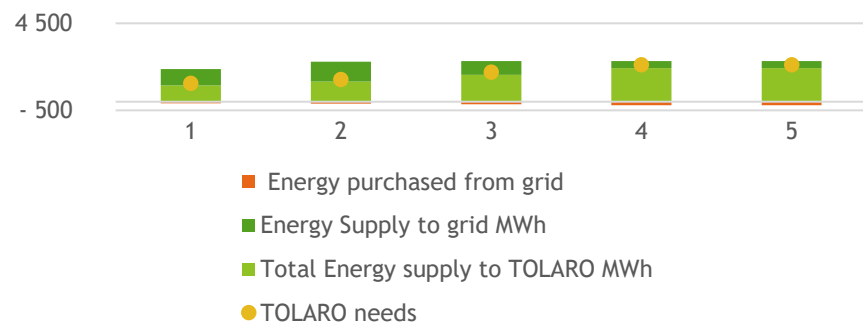 4 500
- 500
1 2 3 4 5
Energy purchased from grid
Energy Supply to grid MWh
Total Energy supply to TOLARO MWh
TOLARO needs